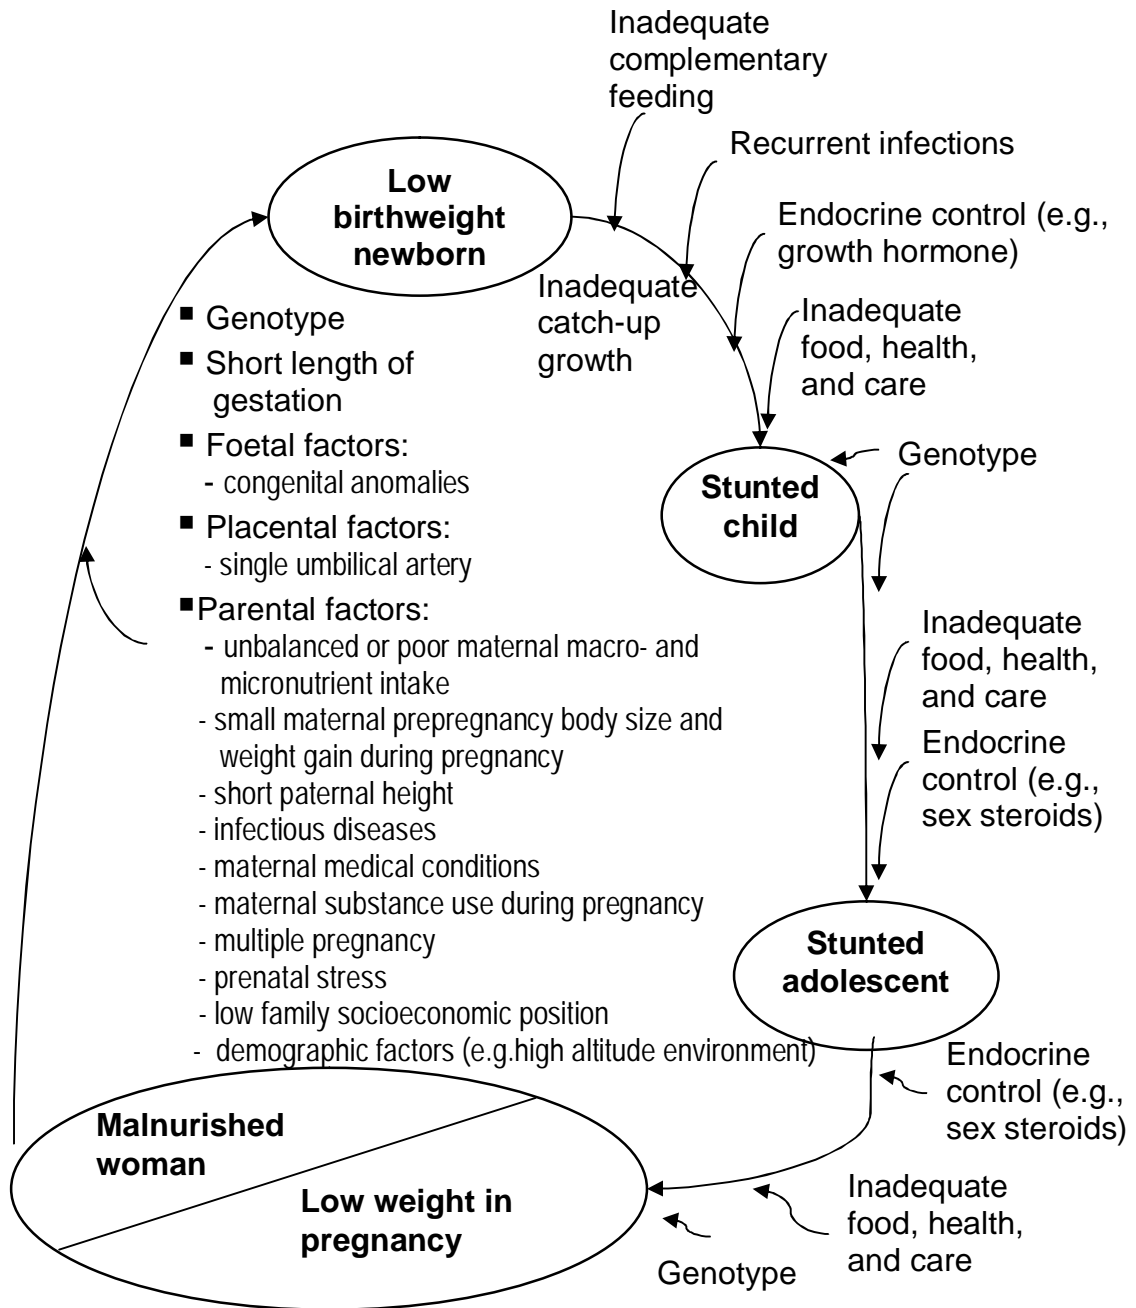 Inadequate
complementary
feeding
Recurrent infections
Low
birthweight
newborn
Endocrine control (e.g.,
growth hormone)
Inadequate
catch-up
growth
Inadequate
food, health,
and care
▪ Genotype
▪ Short length of
gestation
▪ Foetal factors:
- congenital anomalies
▪ Placental factors:
- single umbilical artery
▪Parental factors:
- unbalanced or poor maternal macro- and
micronutrient intake
- small maternal prepregnancy body size and
weight gain during pregnancy
- short paternal height
- infectious diseases
- maternal medical conditions
- maternal substance use during pregnancy
- multiple pregnancy
- prenatal stress
- low family socioeconomic position
- demographic factors (e.g.high altitude environment)
Genotype
Stunted
child
Inadequate
food, health,
and care
Endocrine
control (e.g.,
sex steroids)
Stunted
adolescent
Endocrine
control (e.g.,
sex steroids)
Malnurished
woman
Low weight in
pregnancy
Inadequate
food, health,
and care
Genotype